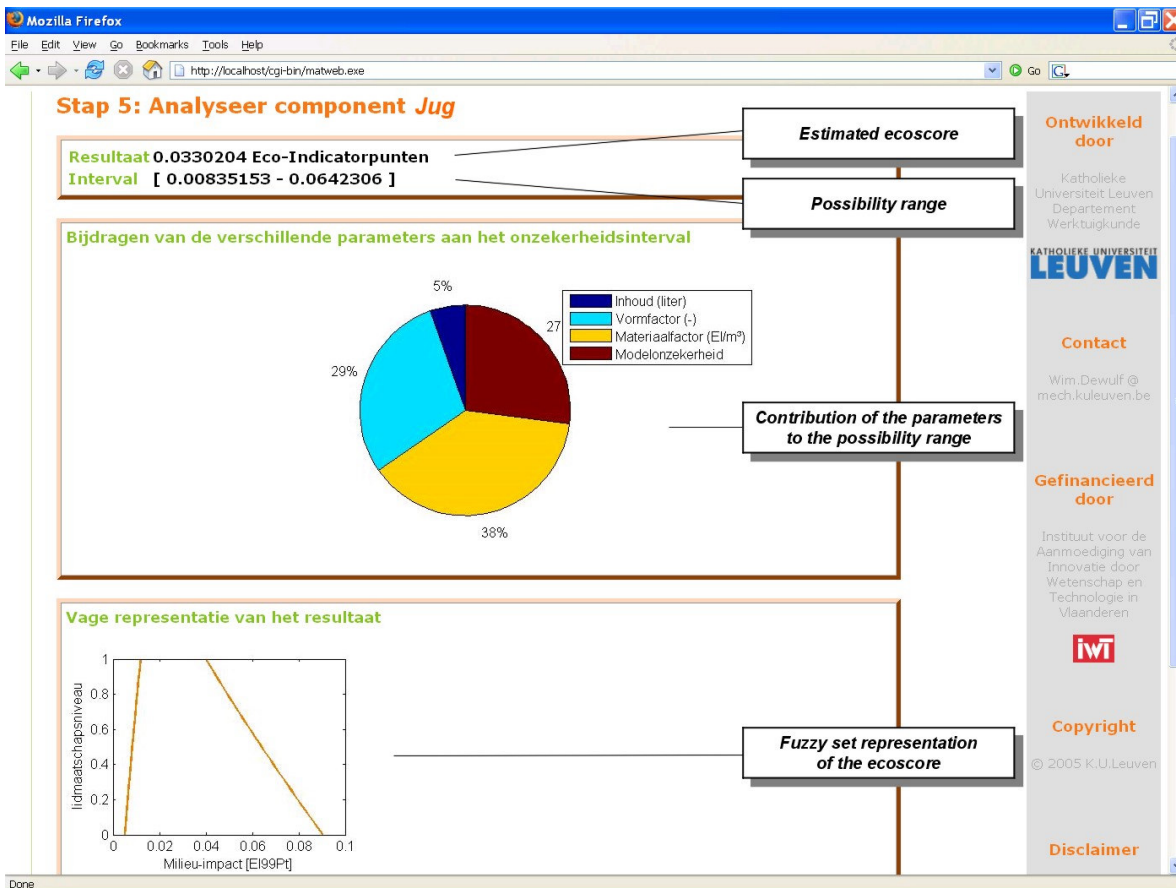 Mozilla Firefox
File Edit View Go Bookmarks Tools Help
http://localhost/cgi-bin/matweb.exe
Go
G
Stap 5: Analyseer component Jug
Resultaat 0.0330204 Eco-Indicatorpunten
Interval [ 0.00835153 - 0.0642306 ]
Estimated ecoscore
Possibility range
Bijdragen van de verschillende parameters aan het onzekerheidsinterval
5%
27
29%
38%
Inhoud (liter)
Vormfactor (-)
Materiaalfactor (EI/m³)
Modelonzekerheid
Contribution of the parameters
to the possibility range
Vage representatie van het resultaat
1
0.8
0.6
0.4
0.2
0
lidmaatschapsniveau
0 0.02 0.04 0.06 0.08 0.1
Milieu-impact [EI99Pt]
Fuzzy set representation
of the ecoscore
Ontwikkeld
door
Katholieke
Universiteit Leuven
Departement
Werktuigkunde
KATHOLIEKE UNIVERSITEIT
LEUVEN
Contact
Wim.Dewulf @
mech.kuleuven.be
Gefinancieerd
door
Instituut voor de
Aanmoediging van
Innovatie door
Wetenschap en
Technologie in
Vlaanderen
iwT
Copyright
© 2005 K.U.Leuven
Disclaimer
Done